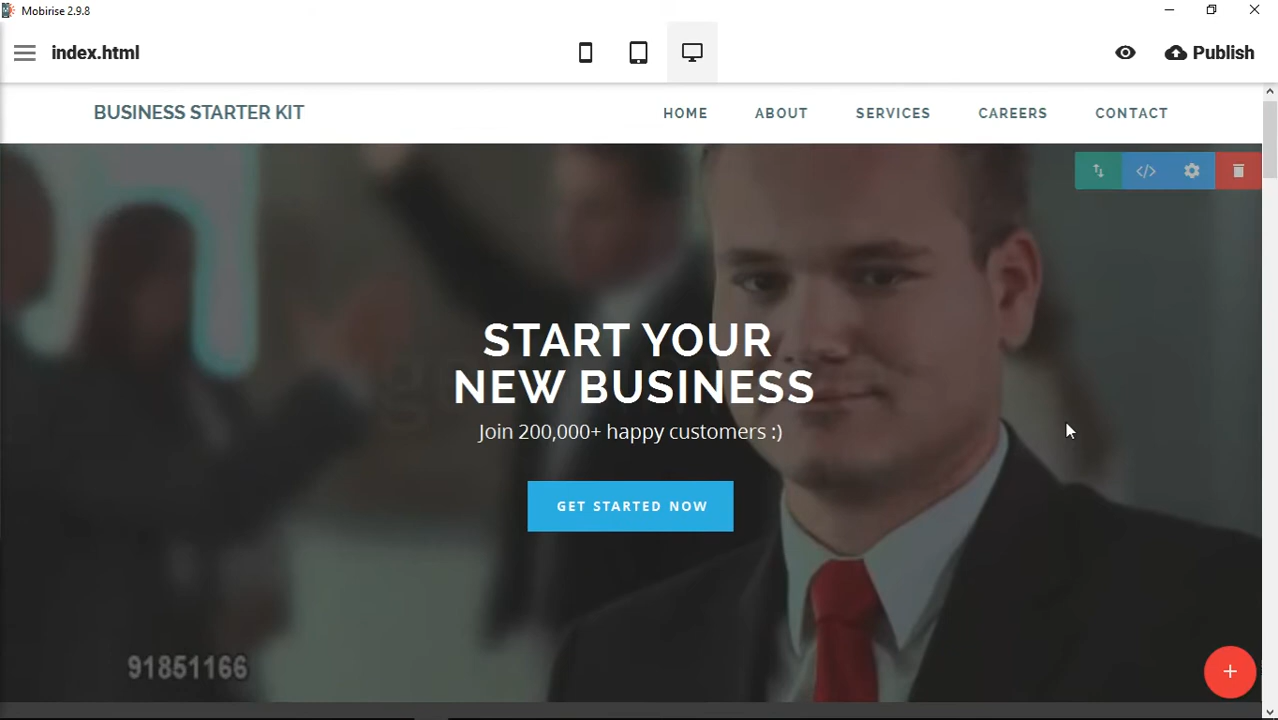 Mobirise 2.9.8
index.html
Publish
BUSINESS STARTER KIT
HOME ABOUT SERVICES CAREERS CONTACT
START YOUR
NEW BUSINESS
Join 200,000+ happy customers :)
GET STARTED NOW
91851166